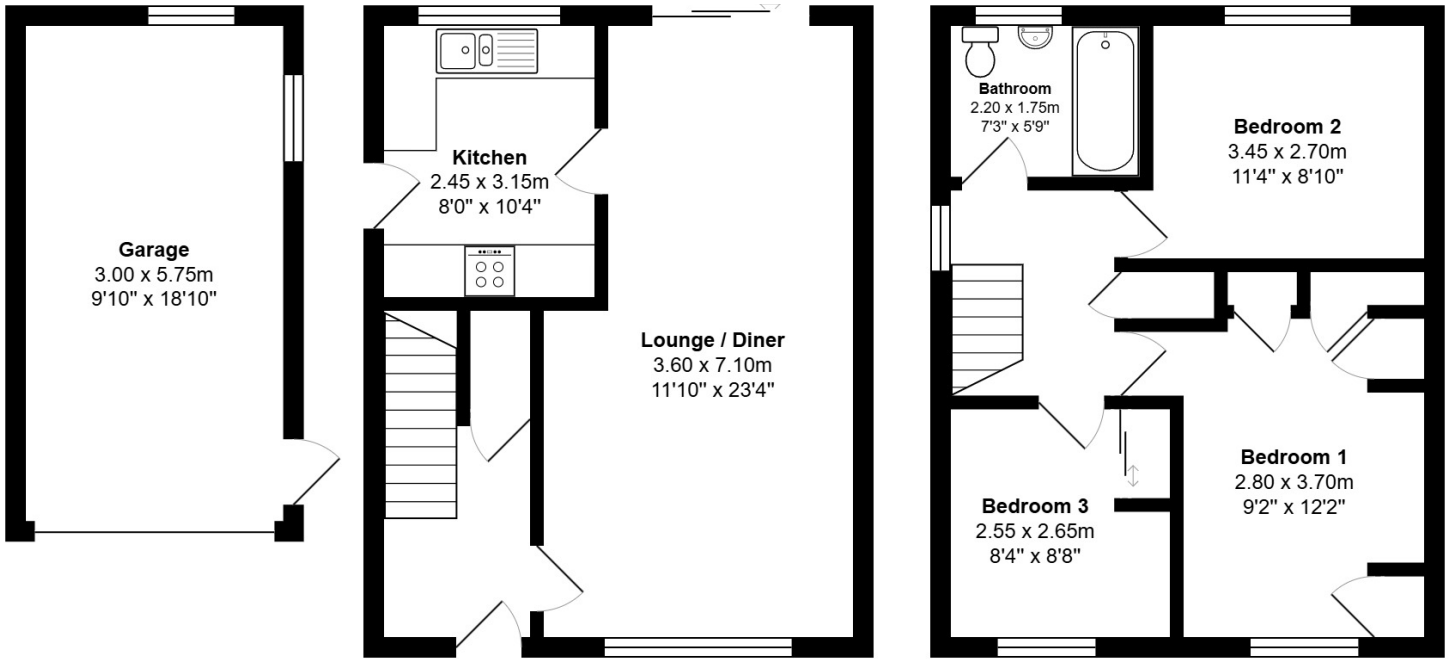 Garage
3.00 x 5.75m
9'10" x 18'10"
Kitchen
2.45 x 3.15m
8'0" x 10'4"
Lounge / Diner
3.60 x 7.10m
11'10" x 23'4"
Bathroom
2.20 x 1.75m
7'3" x 5'9"
Bedroom 2
3.45 x 2.70m
11'4" x 8'10"
Bedroom 1
2.80 x 3.70m
9'2" x 12'2"
Bedroom 3
2.55 x 2.65m
8'4" x 8'8"